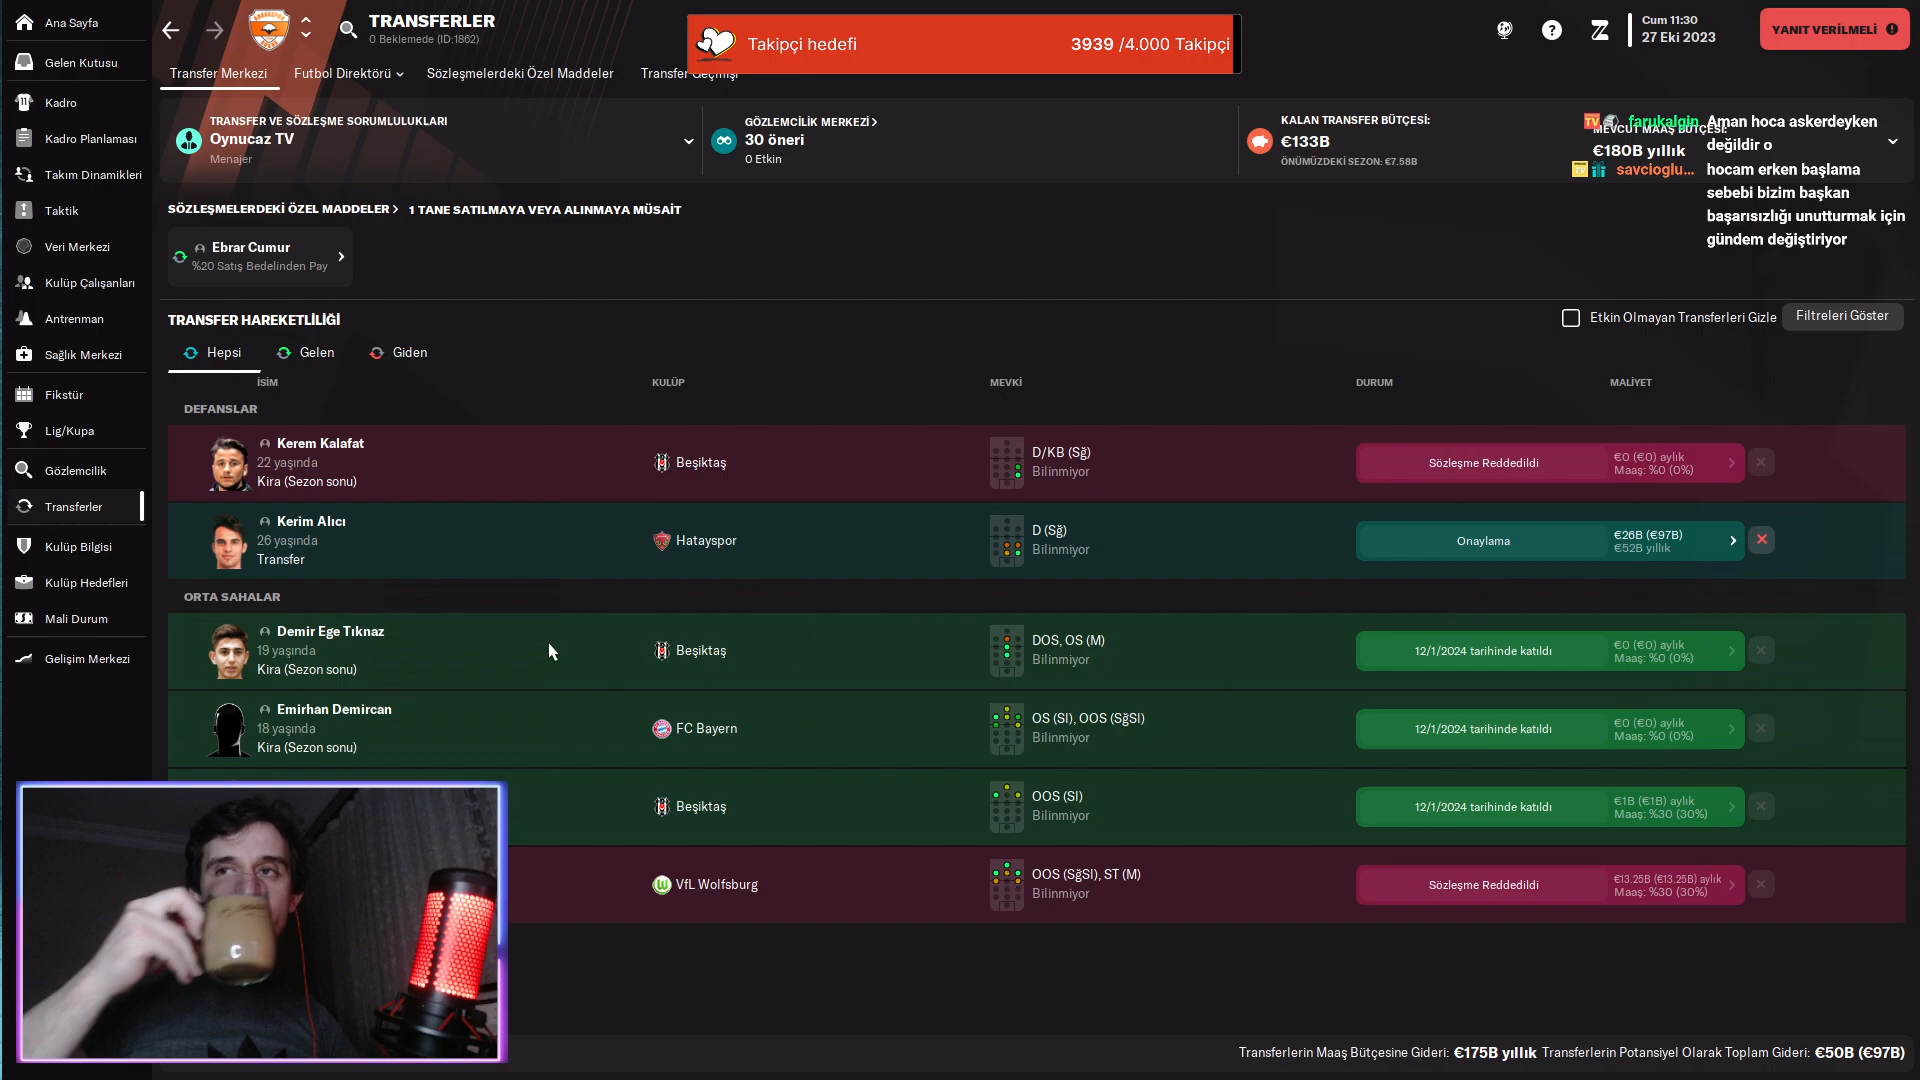 Ana Sayfa
Gelen Kutusu
Kadro
Kadro Planlaması
Takım Dinamikleri
Taktik
Veri Merkezi
Kulüp Çalışanları
Antrenman
Sağlık Merkezi
Fikstür
Lig/Kupa
Gözlemcilik
Transferler
Kulüp Bilgisi
Kulüp Hedefleri
Mali Durum
Gelişim Merkezi
TRANSFERLER
0 Beklemede (ID:1862)
Takipçi hedefi
3939 /4.000 Takipçi
Cum 11:30
27 Eki 2023
YANIT VERİLMELİ
Transfer Merkezi
Futbol Direktörü
Sözleşmelerdeki Özel Maddeler
Transfer Geçmişi
TRANSFER VE SÖZLEŞME SORUMLULUKLARI
Oynucaz TV
Menajer
GÖZLEMCİLİK MERKEZİ
30 öneri
0 Etkin
KALAN TRANSFER BÜTÇESİ:
€133B
ÖNÜMÜZDEKİ SEZON: €7.58B
MEVCUT MAAŞ BÜTÇESİ:
€180B yıllık
farukalgin Aman hoca askerdeyken
değildir o
savcioglu... hocam erken başlama
sebebi bizim başkan
başarısızlığı unutturmak için
gündem değiştiriyor
SÖZLEŞMELERDEKİ ÖZEL MADDELER
1 TANE SATILMAYA VEYA ALINMAYA MÜSAİT
Ebrar Cumur
%20 Satış Bedelinden Pay
TRANSFER HAREKETLİLİĞİ
Etkin Olmayan Transferleri Gizle
Filtreleri Göster
Hepsi
Gelen
Giden
İSİM
KULÜP
MEVKİ
DURUM
MALİYET
DEFANSLAR
Kerem Kalafat
22 yaşında
Kira (Sezon sonu)
Beşiktaş
D/KB (Sğ)
Bilinmiyor
Sözleşme Reddedildi
€0 (€0) aylık
Maaş: %0 (0%)
Kerim Alıcı
26 yaşında
Transfer
Hatayspor
D (Sğ)
Bilinmiyor
Onaylama
€26B (€97B)
€52B yıllık
ORTA SAHALAR
Demir Ege Tıknaz
19 yaşında
Kira (Sezon sonu)
Beşiktaş
DOS, OS (M)
Bilinmiyor
12/1/2024 tarihinde katıldı
€0 (€0) aylık
Maaş: %0 (0%)
Emirhan Demircan
18 yaşında
Kira (Sezon sonu)
FC Bayern
OS (Sl), OOS (SğSl)
Bilinmiyor
12/1/2024 tarihinde katıldı
€0 (€0) aylık
Maaş: %0 (0%)
Beşiktaş
OOS (Sl)
Bilinmiyor
12/1/2024 tarihinde katıldı
€1B (€1B) aylık
Maaş: %30 (30%)
VfL Wolfsburg
OOS (SğSl), ST (M)
Bilinmiyor
Sözleşme Reddedildi
€13.25B (€13.25B) aylık
Maaş: %30 (30%)
Transferlerin Maaş Bütçesine Gideri: €175B yıllık Transferlerin Potansiyel Olarak Toplam Gideri: €50B (€97B)